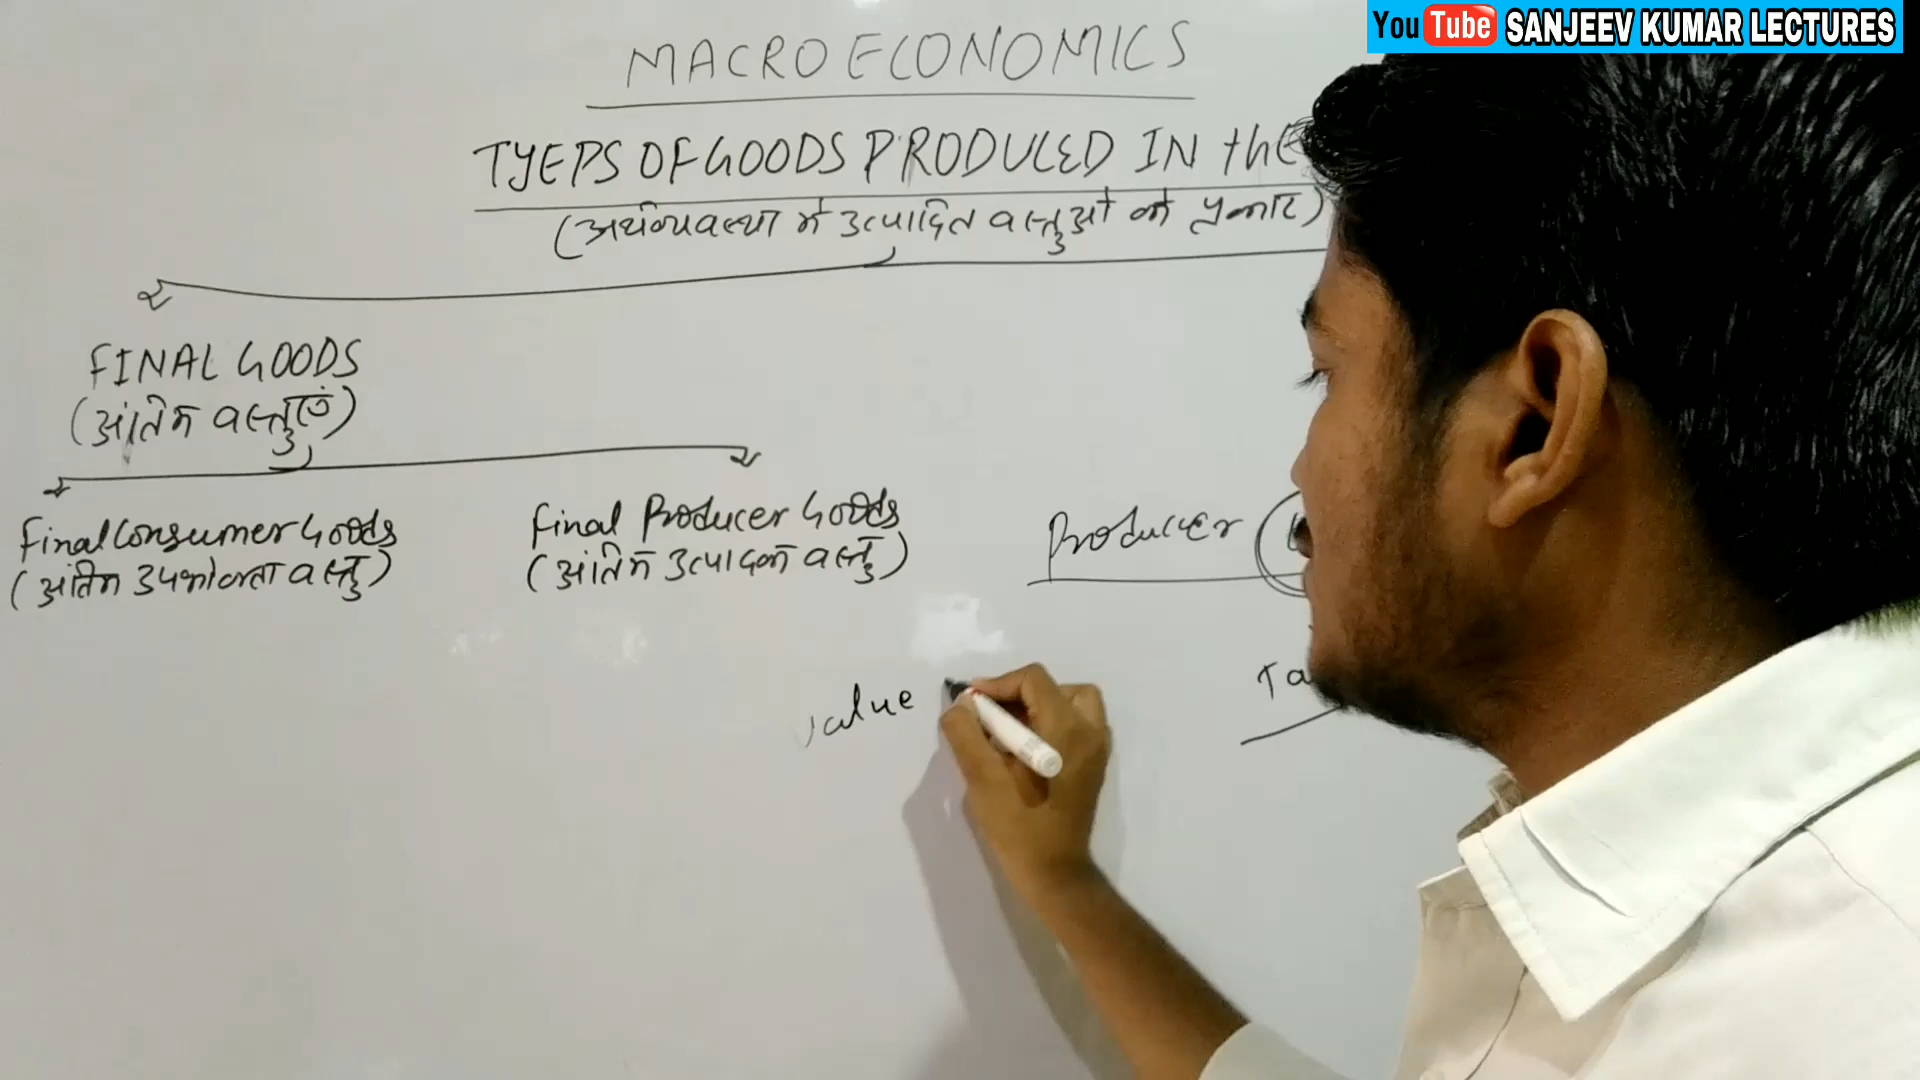 You Tube SANJEEV KUMAR LECTURES
MACRO ECONOMICS
TYEPS OF GOODS PRODUCED IN thE
(अर्थव्यवस्था में उत्पादित वस्तुओं के प्रकार)
FINAL GOODS
(अंतिम वस्तुएं)
Final Consumer Goods
(अंतिम उपभोक्ता वस्तु)
Final Producer Goods
(अंतिम उत्पादक वस्तु)
Producer
Ta
value